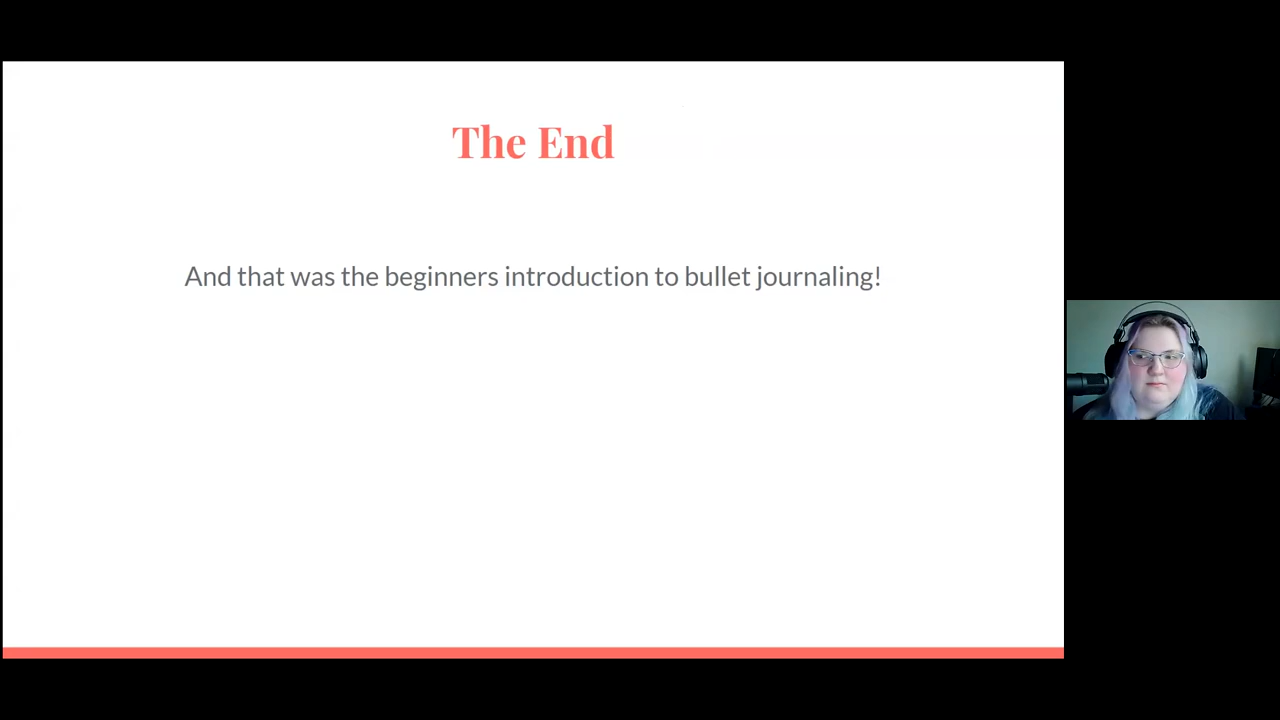 The End
And that was the beginners introduction to bullet journaling!